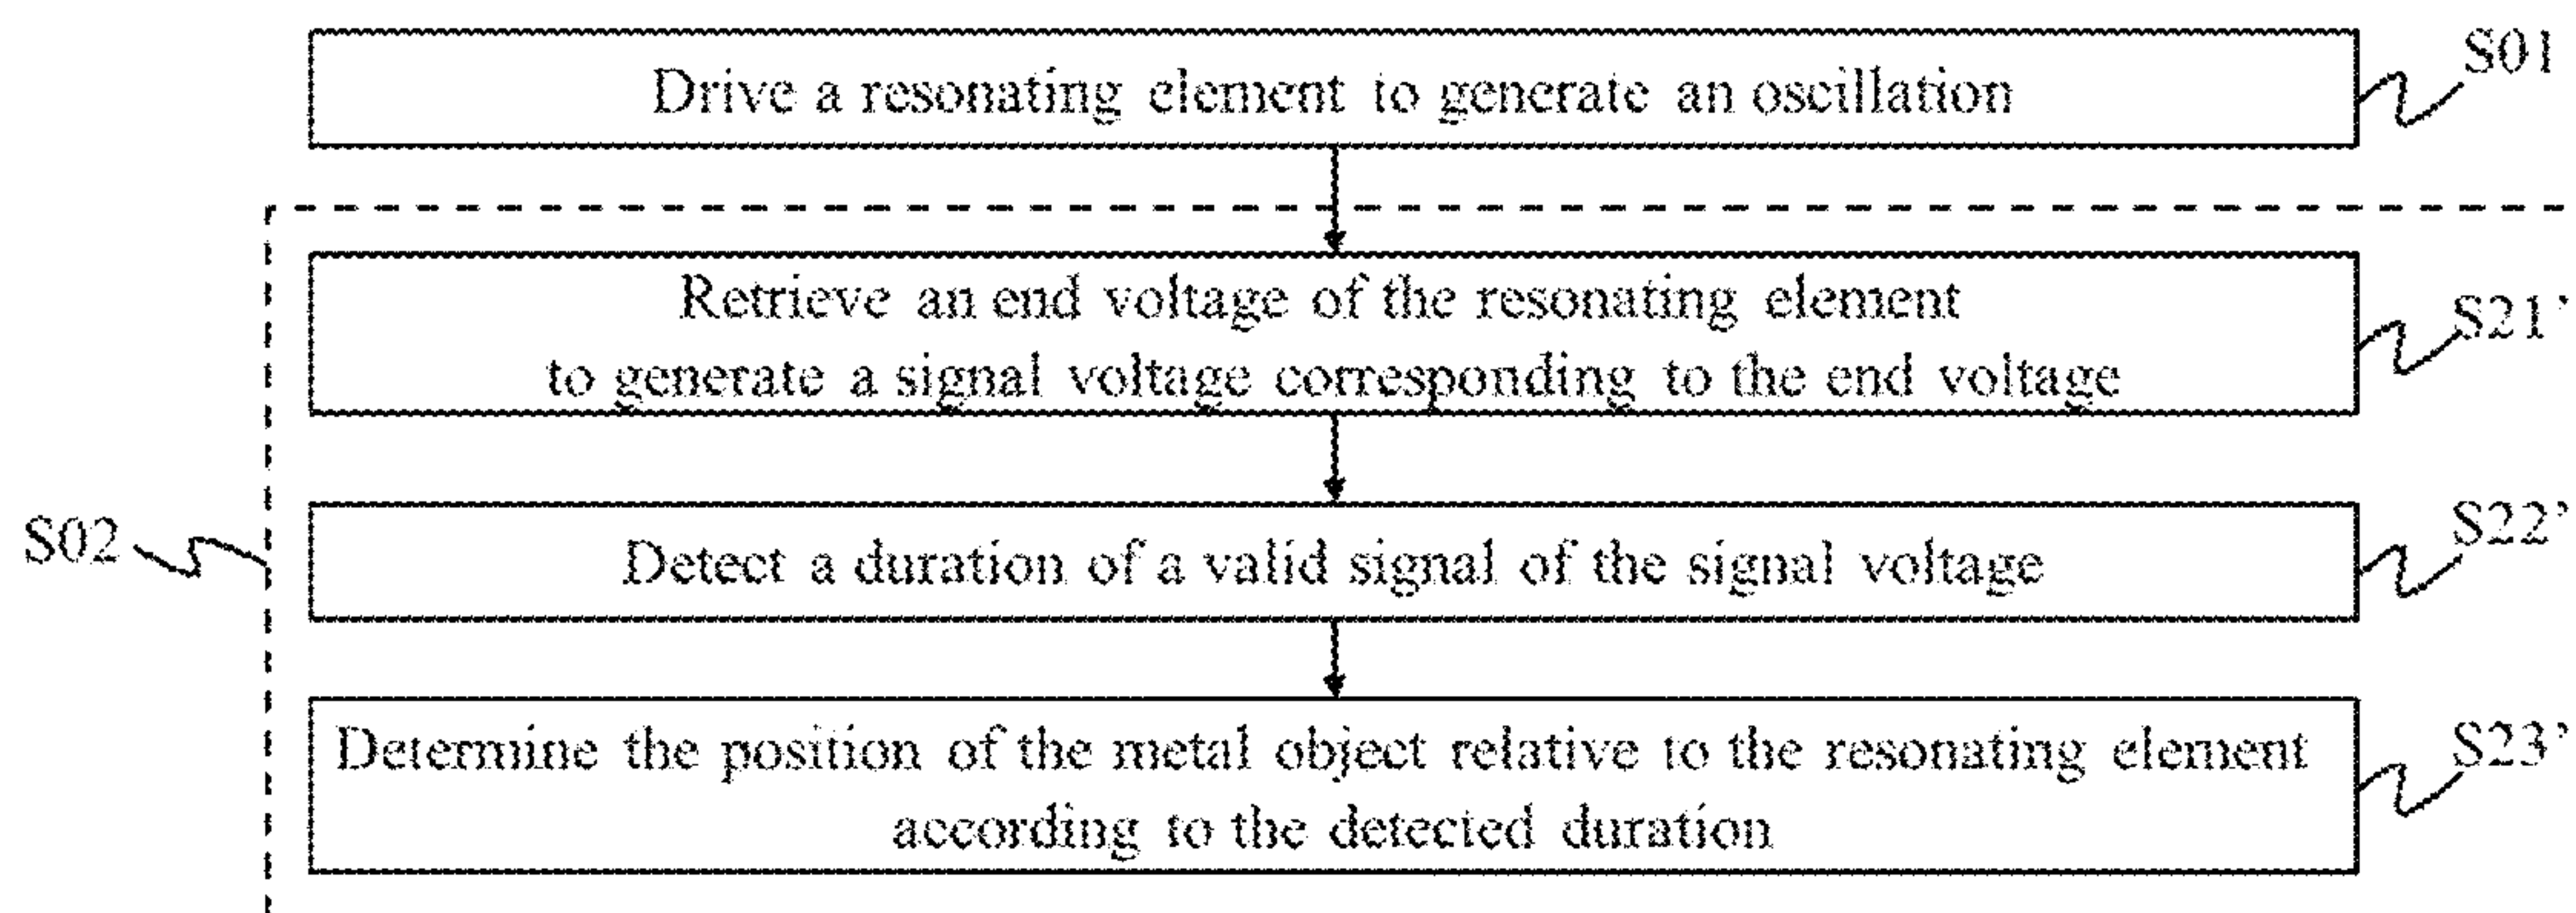 Drive a resonating element to generate an oscillation
S01
Retrieve an end voltage of the resonating element
to generate a signal voltage corresponding to the end voltage
S21'
S02
Detect a duration of a valid signal of the signal voltage
S22'
Determine the position of the metal object relative to the resonating element
according to the detected duration
S23'